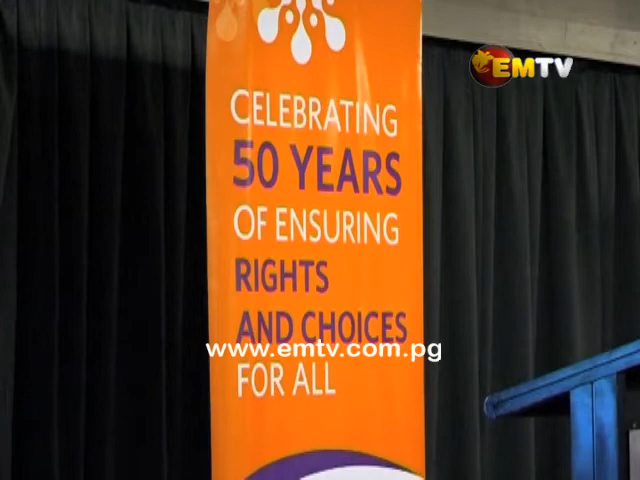 EMTV
CELEBRATING
50 YEARS
OF ENSURING
RIGHTS
AND CHOICES
www.emtv.com.pg
FOR ALL